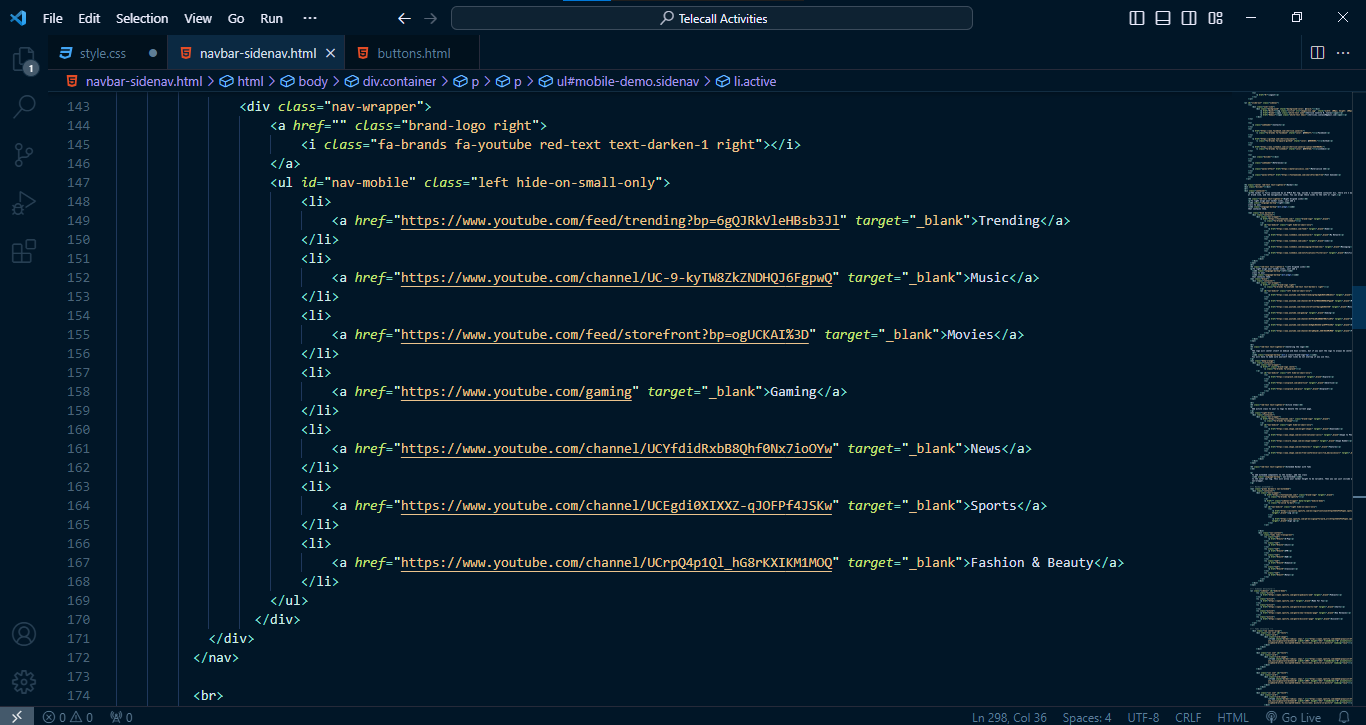 File Edit Selection View Go Run ··· Telecall Activities
style.css navbar-sidenav.html buttons.html
1
navbar-sidenav.html > html > body > div.container > p > p > ul#mobile-demo.sidenav > li.active
143 <div class="nav-wrapper">
144 <a href="" class="brand-logo right">
145 <i class="fa-brands fa-youtube red-text text-darken-1 right"></i>
146 </a>
147 <ul id="nav-mobile" class="left hide-on-small-only">
148 <li>
149 <a href="https://www.youtube.com/feed/trending?bp=6gQJRkVleHBsb3Jl" target="_blank">Trending</a>
150 </li>
151 <li>
152 <a href="https://www.youtube.com/channel/UC-9-kyTW8ZkZNDHQJ6FgpwQ" target="_blank">Music</a>
153 </li>
154 <li>
155 <a href="https://www.youtube.com/feed/storefront?bp=ogUCKAI%3D" target="_blank">Movies</a>
156 </li>
157 <li>
158 <a href="https://www.youtube.com/gaming" target="_blank">Gaming</a>
159 </li>
160 <li>
161 <a href="https://www.youtube.com/channel/UCYfdidRxbB8Qhf0Nx7ioOYw" target="_blank">News</a>
162 </li>
163 <li>
164 <a href="https://www.youtube.com/channel/UCEgdi0XIXXZ-qJOFPf4JSKw" target="_blank">Sports</a>
165 </li>
166 <li>
167 <a href="https://www.youtube.com/channel/UCrpQ4p1Ql_hG8rKXIKM1MOQ" target="_blank">Fashion & Beauty</a>
168 </li>
169 </ul>
170 </div>
171 </div>
172 </nav>
173
174 <br>
0 0 0 Ln 298, Col 36 Spaces: 4 UTF-8 CRLF HTML Go Live